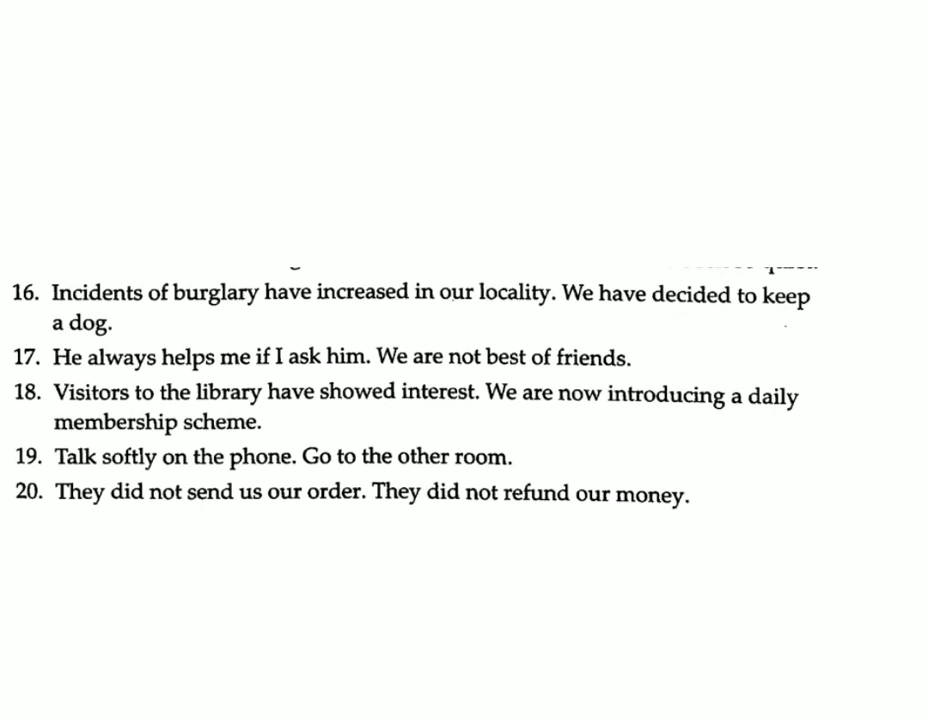 16. Incidents of burglary have increased in our locality. We have decided to keep
a dog.
17. He always helps me if I ask him. We are not best of friends.
18. Visitors to the library have showed interest. We are now introducing a daily
membership scheme.
19. Talk softly on the phone. Go to the other room.
20. They did not send us our order. They did not refund our money.